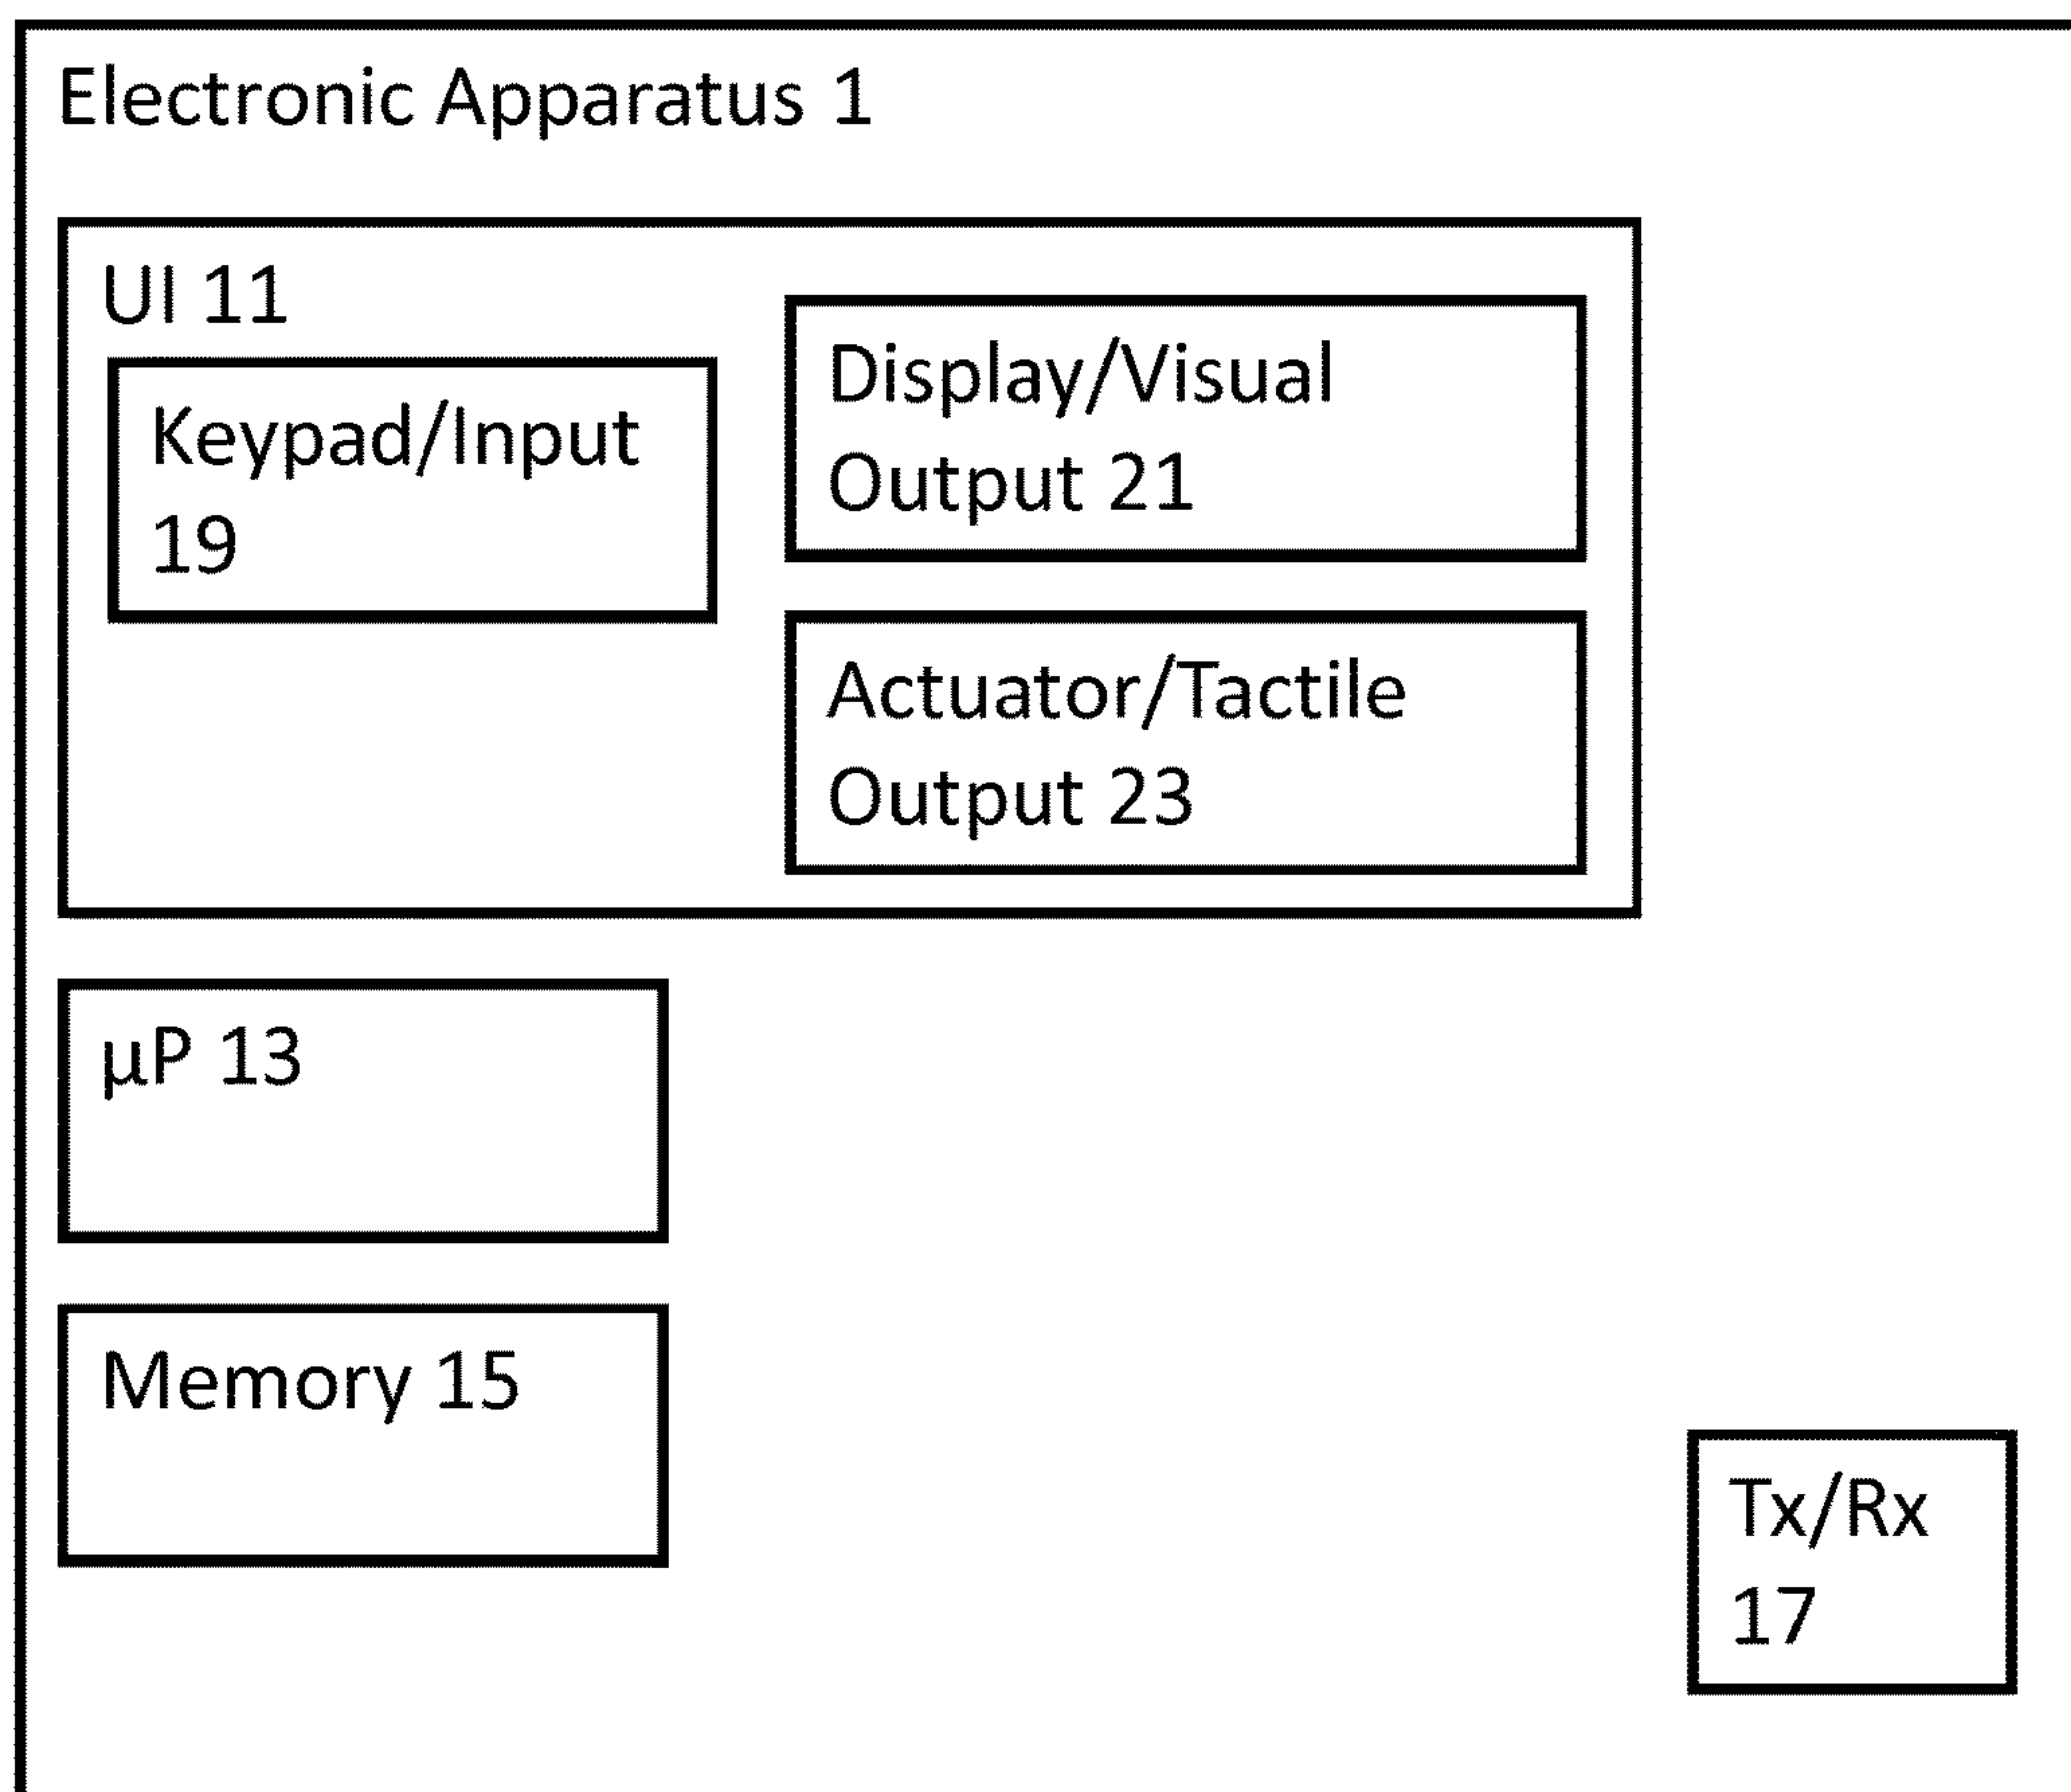 Electronic Apparatus 1
UI 11
Keypad/Input
19
Display/Visual
Output 21
Actuator/Tactile
Output 23
µP 13
Memory 15
Tx/Rx
17